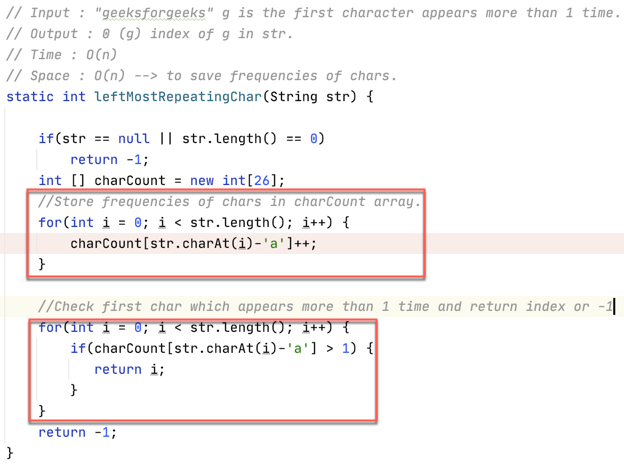 // Input : "geeksforgeeks" g is the first character appears more than 1 time.
// Output : 0 (g) index of g in str.
// Time : O(n)
// Space : O(n) --> to save frequencies of chars.
static int leftMostRepeatingChar(String str) {
if(str == null || str.length() == 0)
return -1;
int [] charCount = new int[26];
//Store frequencies of chars in charCount array.
for(int i = 0; i < str.length(); i++) {
charCount[str.charAt(i)-'a']++;
}
//Check first char which appears more than 1 time and return index or -1
for(int i = 0; i < str.length(); i++) {
if(charCount[str.charAt(i)-'a'] > 1) {
return i;
}
}
return -1;
}